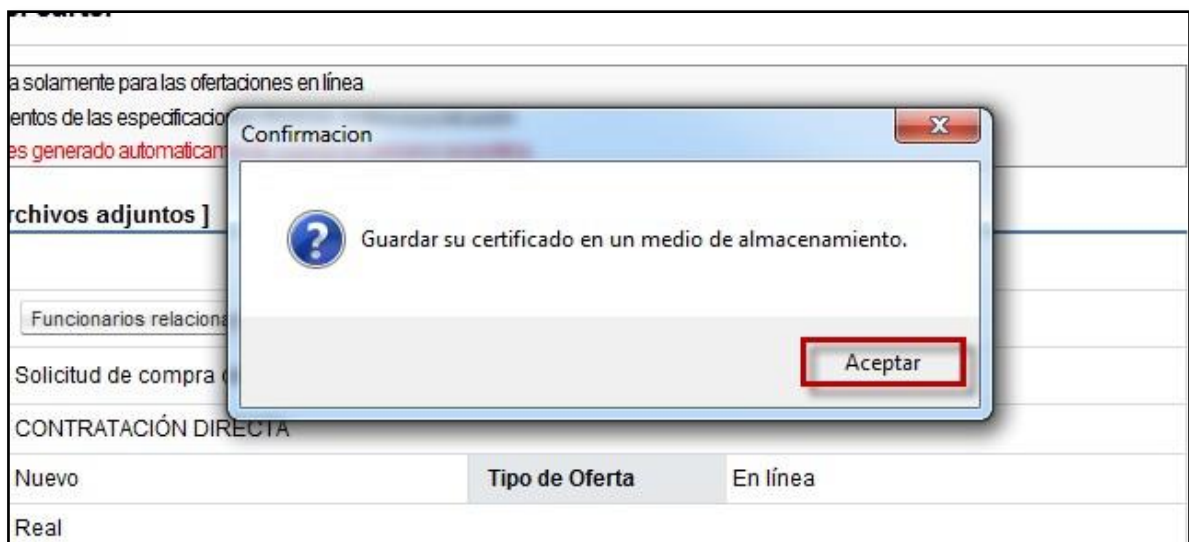 a solamente para las ofertaciones en línea
entos de las especificacio
es generado automaticam
Confirmacion
rchivos adjuntos ]
Guardar su certificado en un medio de almacenamiento.
Funcionarios relaciona
Aceptar
Solicitud de compra
CONTRATACIÓN DIRECTA
Nuevo Tipo de Oferta En línea
Real